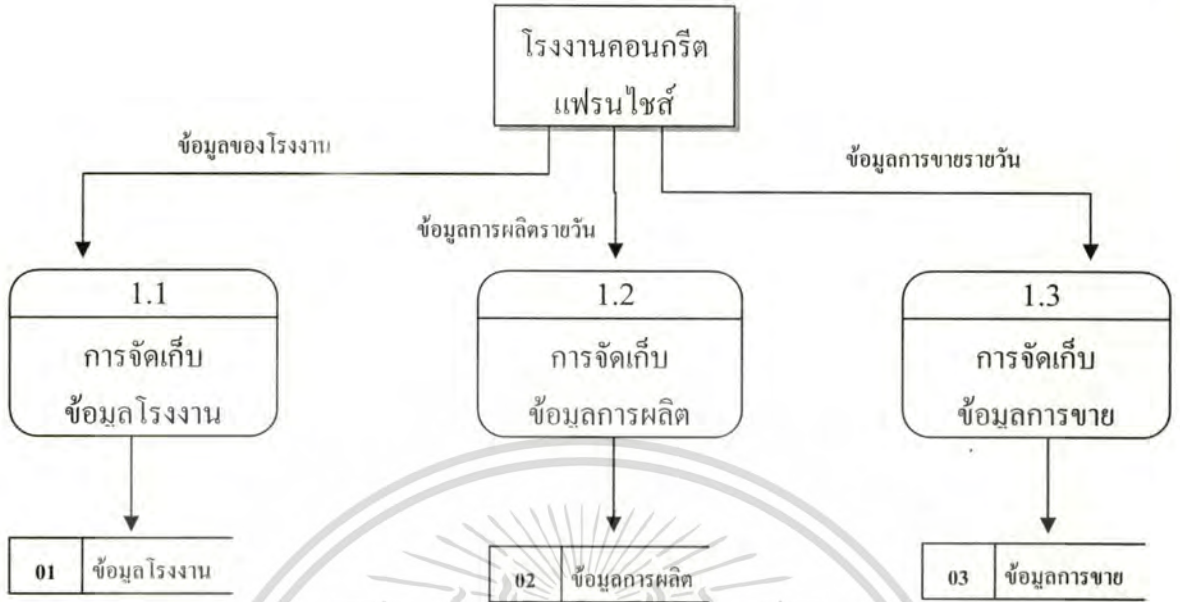 โรงงานคอนกรีต
แฟรนไชส์
ข้อมูลของโรงงาน
ข้อมูลการขายรายวัน
ข้อมูลการผลิตรายวัน
1.1
การจัดเก็บ
ข้อมูลโรงงาน
1.2
การจัดเก็บ
ข้อมูลการผลิต
1.3
การจัดเก็บ
ข้อมูลการขาย
01 ข้อมูลโรงงาน
02 ข้อมูลการผลิต
03 ข้อมูลการขาย